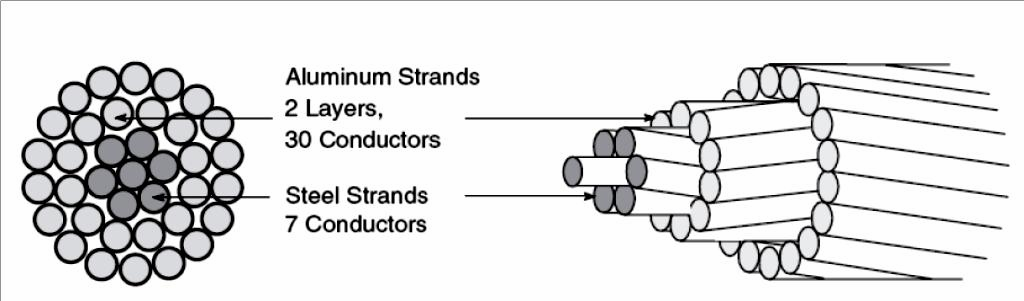 Aluminum Strands
2 Layers,
30 Conductors
Steel Strands
7 Conductors